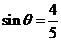 sin θ = 4/5